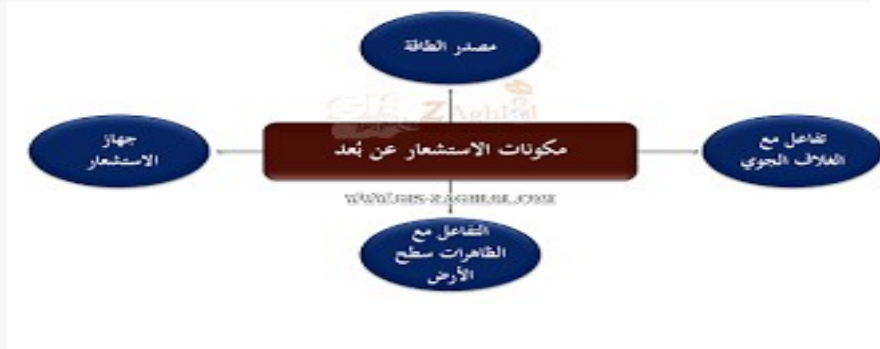 مصدر الطاقة
مكونات الاستشعار عن بُعد
تفاعل مع
الغلاف الجوي
جهاز
الاستشعار
التفاعل مع
الظاهرات سطح
الأرض